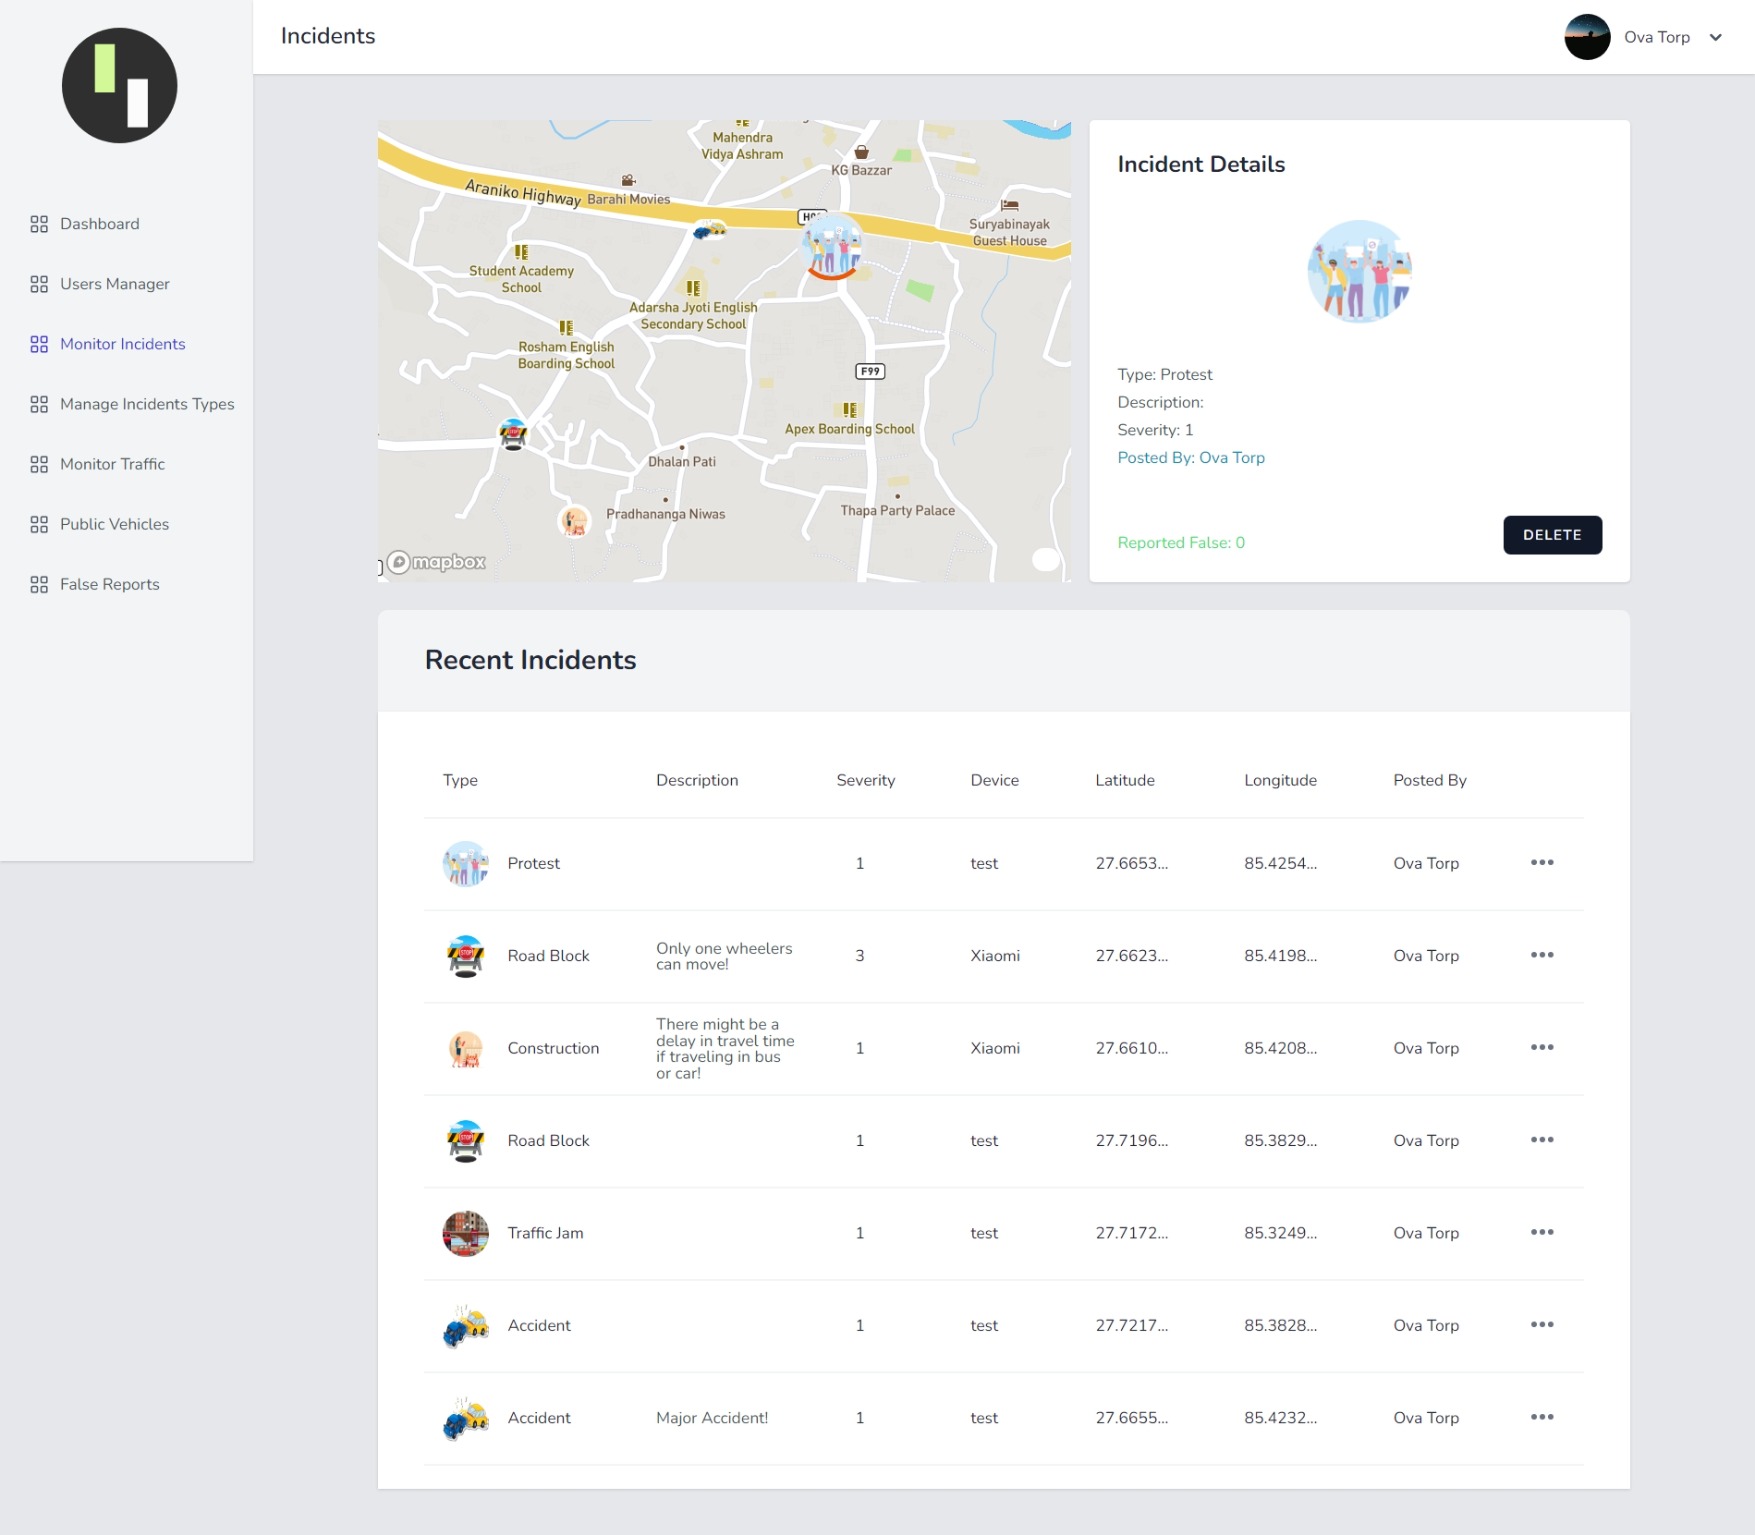 Incidents
Ova Torp
Dashboard
Users Manager
Monitor Incidents
Manage Incidents Types
Monitor Traffic
Public Vehicles
False Reports
Mahendra
Vidya Ashram
KG Bazzar
Araniko Highway
Barahi Movies
Suryabinayak
Guest House
Student Academy
School
Adarsha Jyoti English
Secondary School
Rosham English
Boarding School
F99
Apex Boarding School
STOP
Dhalan Pati
Pradhananga Niwas
Thapa Party Palace
mapbox
Incident Details
Type: Protest
Description:
Severity: 1
Posted By: Ova Torp
Reported False: 0
DELETE
Recent Incidents
Type Description Severity Device Latitude Longitude Posted By
Protest 1 test 27.6653... 85.4254... Ova Torp
STOP
Road Block
Only one wheelers
can move!
3 Xiaomi 27.6623... 85.4198... Ova Torp
Construction
There might be a
delay in travel time
if traveling in bus
or car!
1 Xiaomi 27.6610... 85.4208... Ova Torp
STOP
Road Block 1 test 27.7196... 85.3829... Ova Torp
Traffic Jam 1 test 27.7172... 85.3249... Ova Torp
Accident 1 test 27.7217... 85.3828... Ova Torp
Accident Major Accident! 1 test 27.6655... 85.4232... Ova Torp